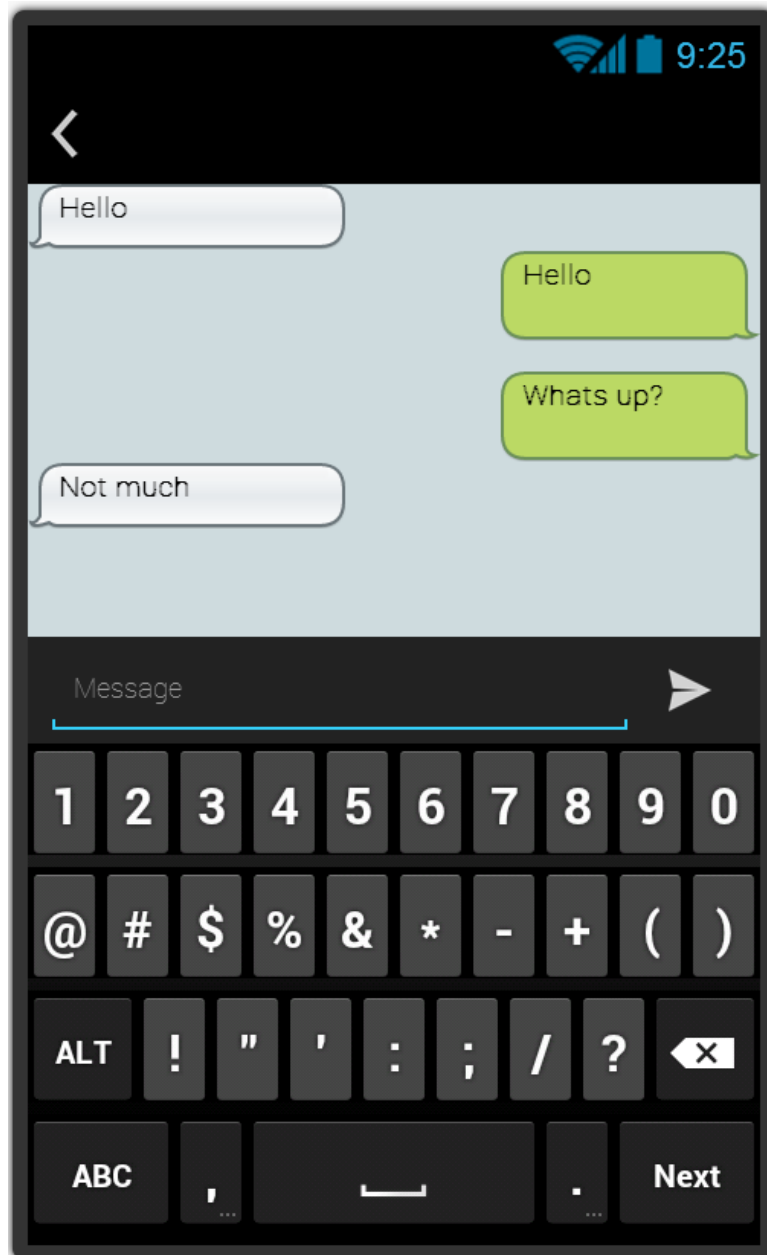 9:25
Hello
Hello
Whats up?
Not much
Message
1 2 3 4 5 6 7 8 9 0
@ # $ % & * - + ( )
ALT ! " ' : ; / ?
ABC , . Next